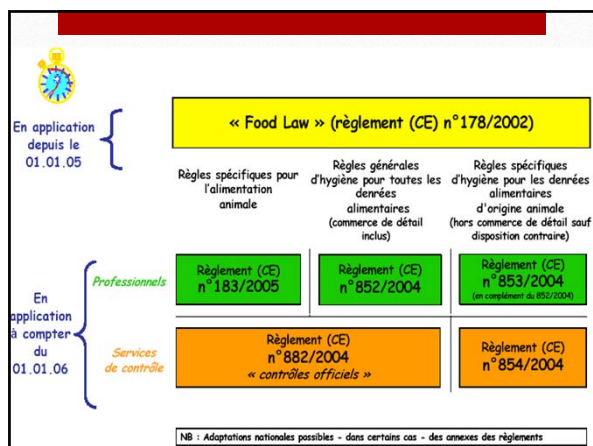 « Food Law » (règlement (CE) n°178/2002)
En application
depuis le
01.01.05
Règles spécifiques pour
l'alimentation
animale
Règles générales
d'hygiène pour toutes les
denrées
alimentaires
(commerce de détail
inclus)
Règles spécifiques
d'hygiène pour les denrées
alimentaires
d'origine animale
(hors commerce de détail sauf
disposition contraire)
En
application
à compter
du
01.01.06
Professionnels
Règlement (CE)
n°183/2005
Règlement (CE)
n°852/2004
Règlement (CE)
n°853/2004
(en complément du 852/2004)
Services
de contrôle
Règlement (CE)
n°882/2004
« contrôles officiels »
Règlement (CE)
n°854/2004
NB : Adaptations nationales possibles - dans certains cas - des annexes des règlements